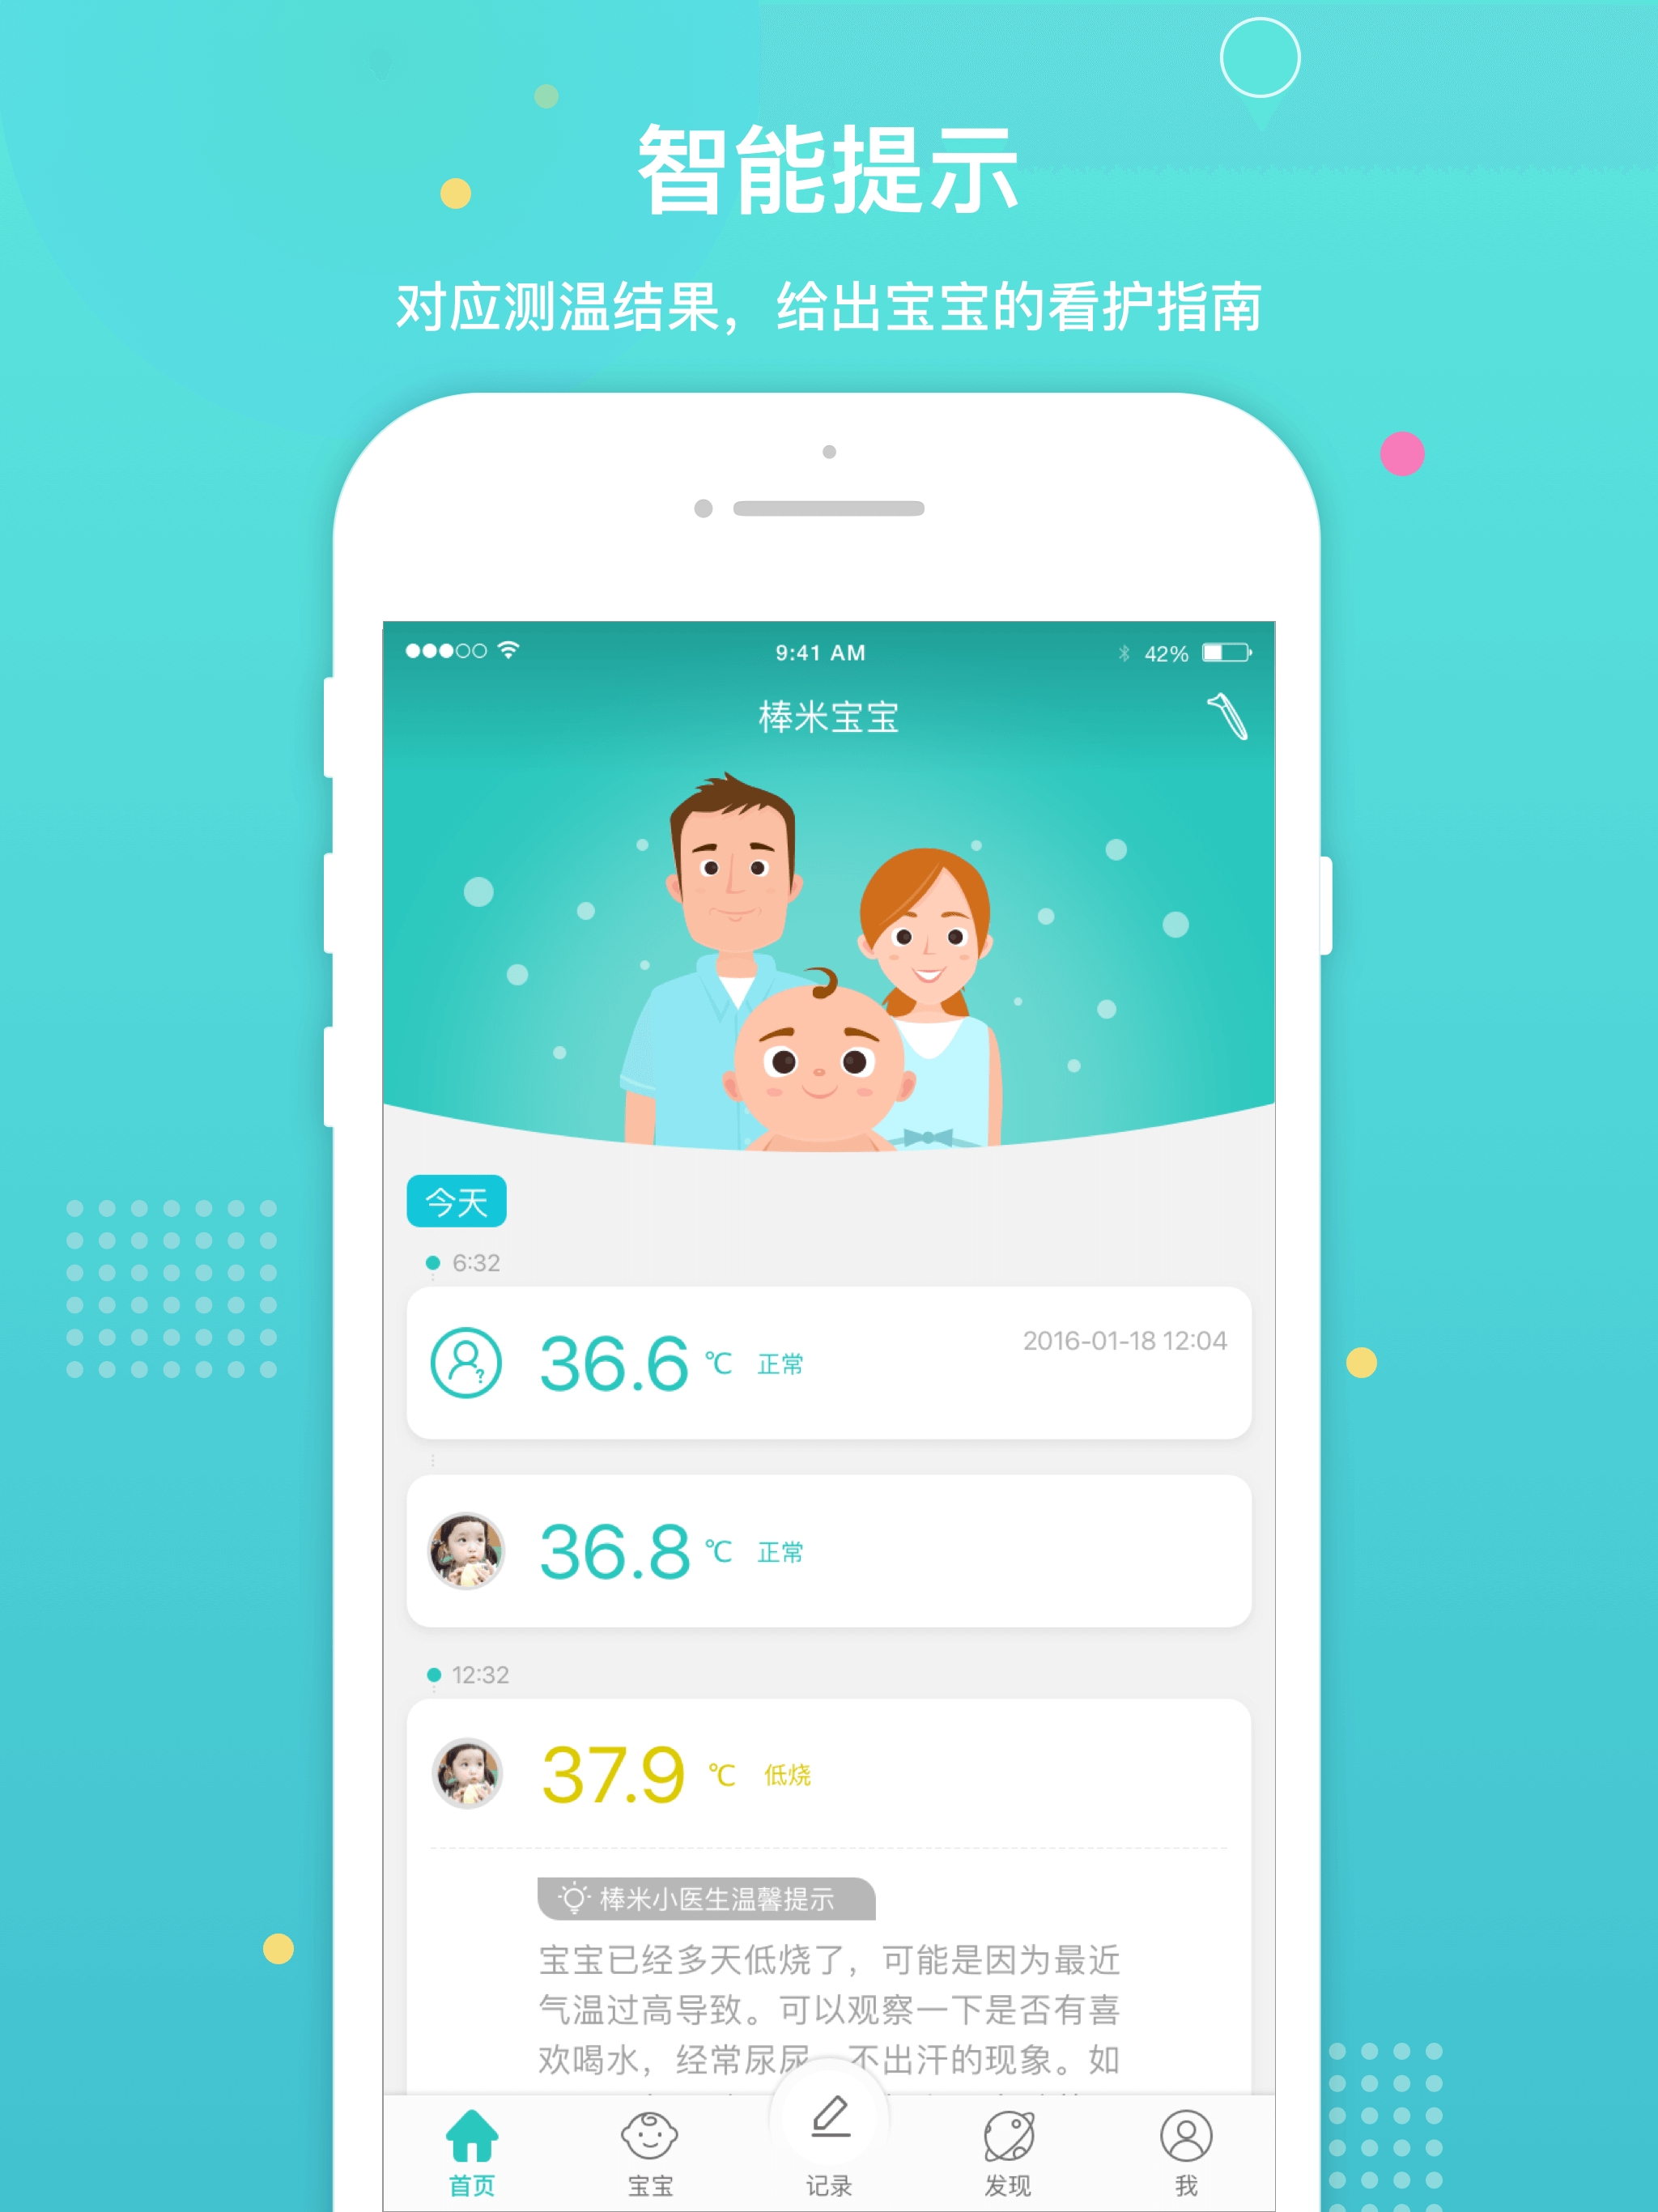 智能提示
对应测温结果，给出宝宝的看护指南
9:41 AM
42%
棒米宝宝
今天
6:32
36.6 ℃ 正常
2016-01-18 12:04
36.8 ℃ 正常
12:32
37.9 ℃ 低烧
棒米小医生温馨提示
宝宝已经多天低烧了，可能是因为最近
气温过高导致。可以观察一下是否有喜
欢喝水，经常尿尿，不出汗的现象。如
首页
宝宝
记录
发现
我